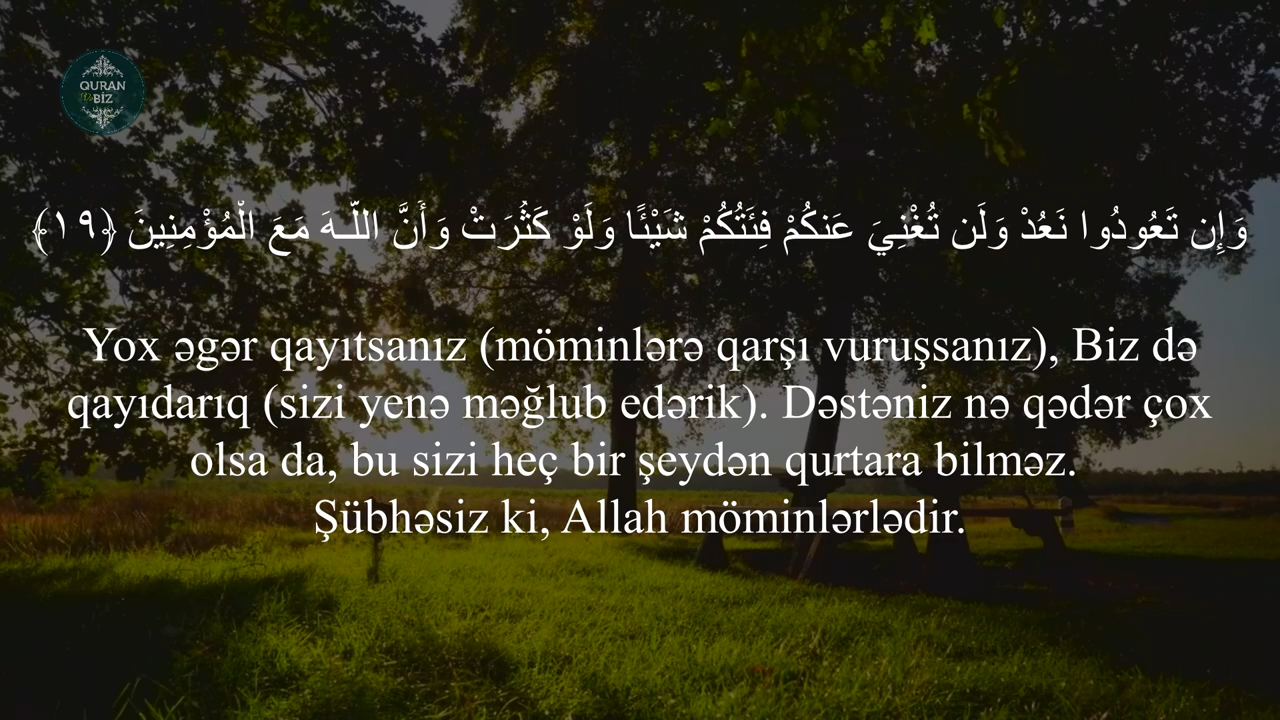 QURAN
Və BİZ
وَإِن تَعُودُوا نَعُدْ وَلَن تُغْنِيَ عَنكُمْ فِئَتُكُمْ شَيْئًا وَلَوْ كَثُرَتْ وَأَنَّ اللَّـهَ مَعَ الْمُؤْمِنِينَ ﴿١٩﴾
Yox əgər qayıtsanız (möminlərə qarşı vuruşsanız), Biz də
qayıdarıq (sizi yenə məğlub edərik). Dəstəniz nə qədər çox
olsa da, bu sizi heç bir şeydən qurtara bilməz.
Şübhəsiz ki, Allah möminlərlədir.